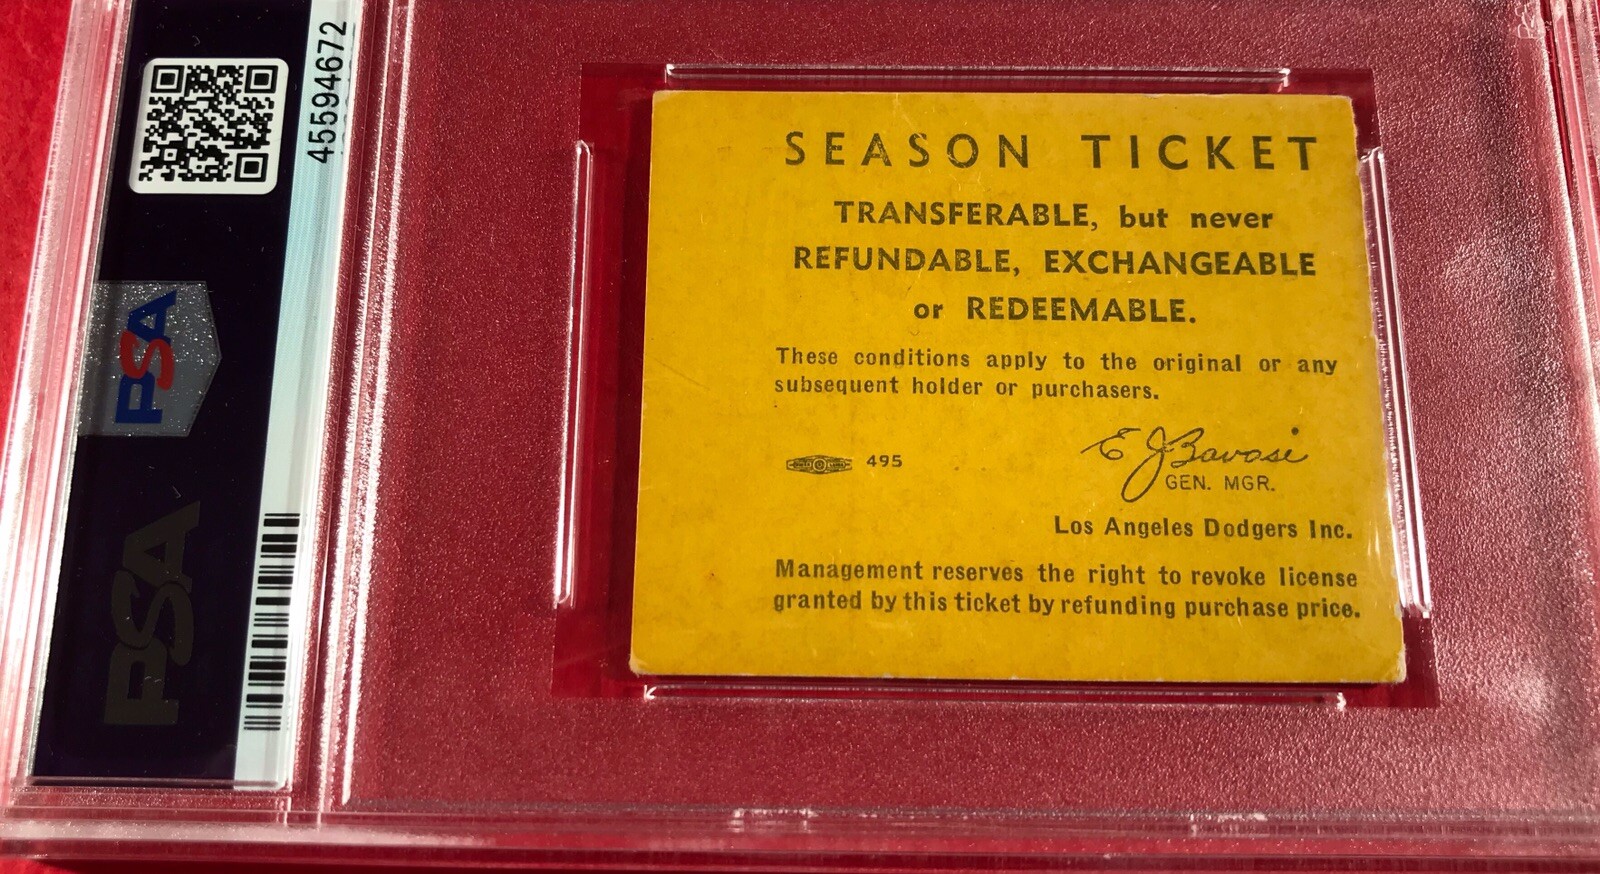 45594672
PSA
PSA
SEASON TICKET
TRANSFERABLE, but never
REFUNDABLE, EXCHANGEABLE
or REDEEMABLE.
These conditions apply to the original or any
subsequent holder or purchasers.
495
E J Bavasi
GEN. MGR.
Los Angeles Dodgers Inc.
Management reserves the right to revoke license
granted by this ticket by refunding purchase price.